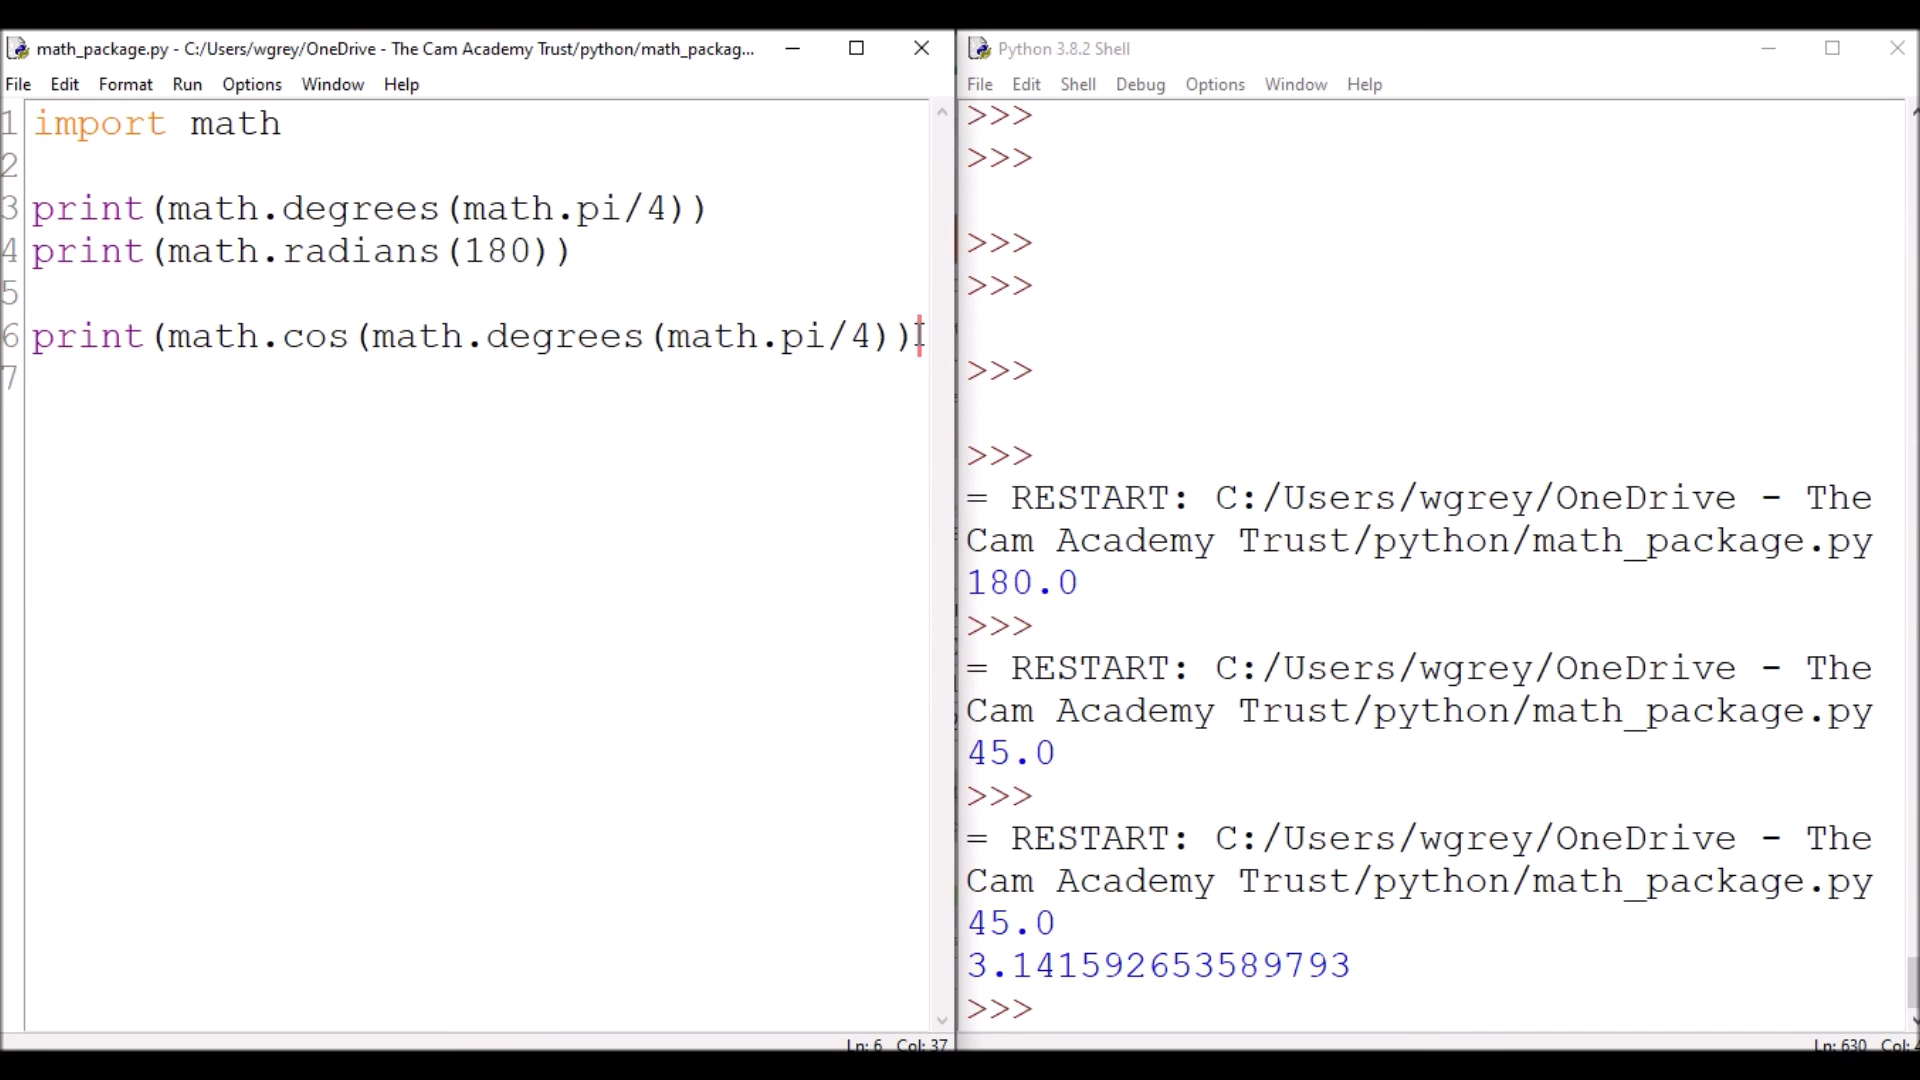 math_package.py - C:/Users/wgrey/OneDrive - The Cam Academy Trust/python/math_packag...
File Edit Format Run Options Window Help
1 import math
2
3 print(math.degrees(math.pi/4))
4 print(math.radians(180))
5
6 print(math.cos(math.degrees(math.pi/4))
7
Ln: 6 Col: 37
Python 3.8.2 Shell
File Edit Shell Debug Options Window Help
>>>
>>>
>>>
>>>
>>>
>>>
= RESTART: C:/Users/wgrey/OneDrive - The
Cam Academy Trust/python/math_package.py
180.0
>>>
= RESTART: C:/Users/wgrey/OneDrive - The
Cam Academy Trust/python/math_package.py
45.0
>>>
= RESTART: C:/Users/wgrey/OneDrive - The
Cam Academy Trust/python/math_package.py
45.0
3.141592653589793
>>>
Ln: 630 Col: 4